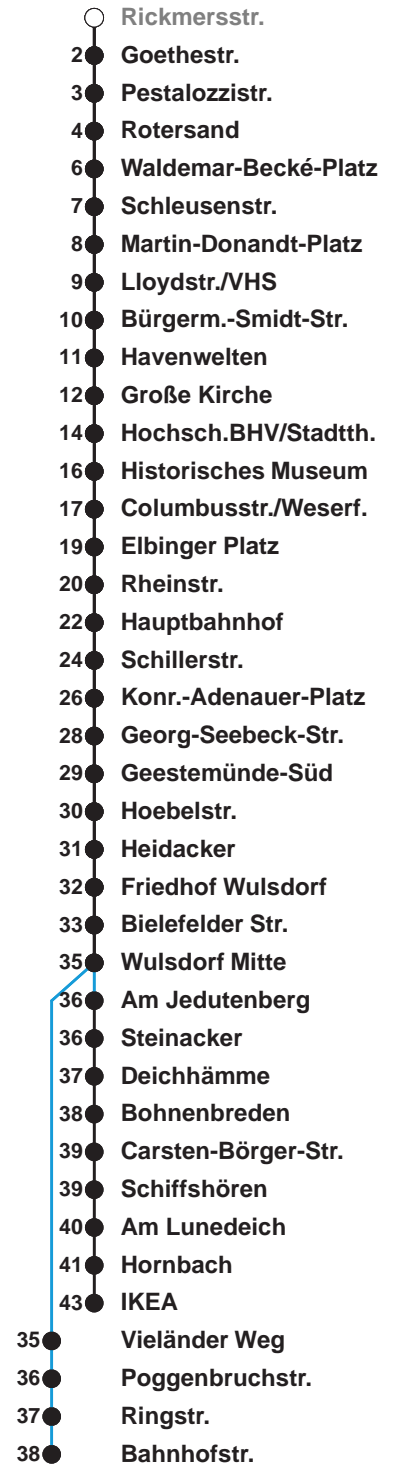 Rickmersstr.
2 Goethestr.
3 Pestalozzistr.
4 Rotersand
6 Waldemar-Becké-Platz
7 Schleusenstr.
8 Martin-Donandt-Platz
9 Lloydstr./VHS
10 Bürgerm.-Smidt-Str.
11 Havenwelten
12 Große Kirche
14 Hochsch.BHV/Stadtth.
16 Historisches Museum
17 Columbusstr./Weserf.
19 Elbinger Platz
20 Rheinstr.
22 Hauptbahnhof
24 Schillerstr.
26 Konr.-Adenauer-Platz
28 Georg-Seebeck-Str.
29 Geestemünde-Süd
30 Hoebelstr.
31 Heidacker
32 Friedhof Wulsdorf
33 Bielefelder Str.
35 Wulsdorf Mitte
36 Am Jedutenberg
36 Steinacker
37 Deichhämme
38 Bohnenbreden
39 Carsten-Börger-Str.
39 Schiffshören
40 Am Lunedeich
41 Hornbach
43 IKEA
35 Vieländer Weg
36 Poggenbruchstr.
37 Ringstr.
38 Bahnhofstr.